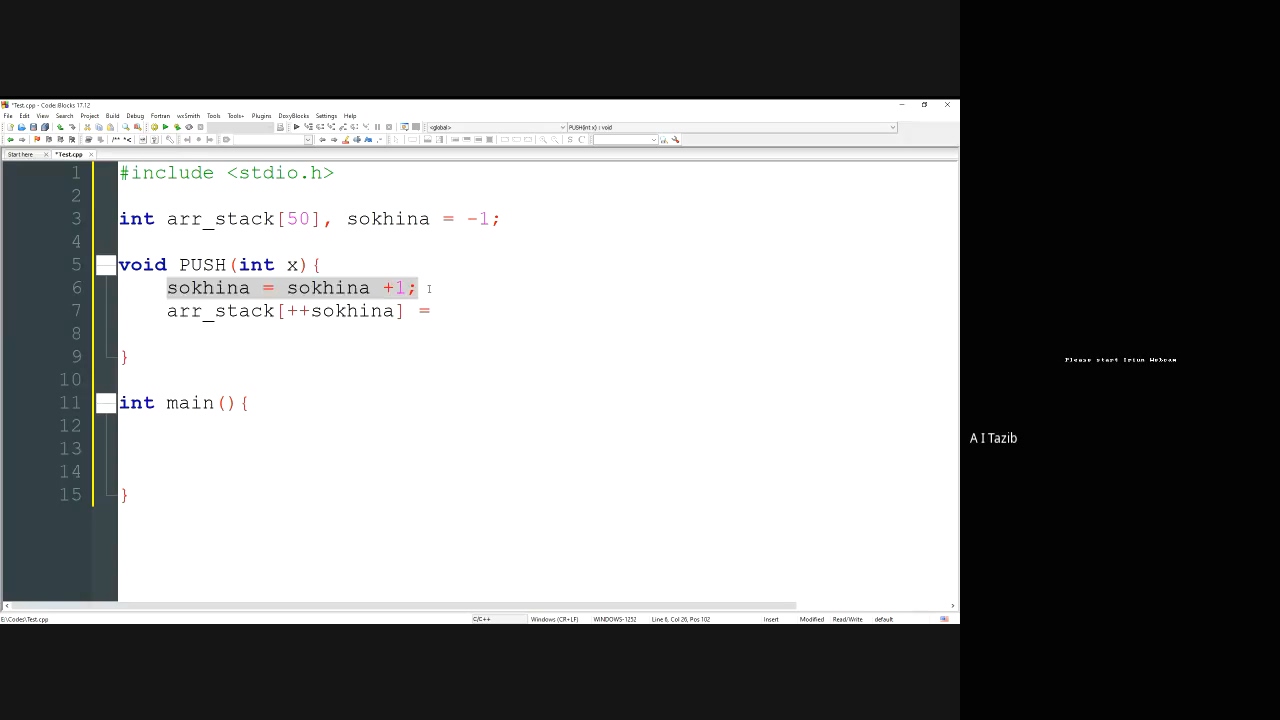 *Test.cpp - Code::Blocks 17.12
File Edit View Search Project Build Debug Fortran wxSmith Tools Tools+ Plugins DoxyBlocks Settings Help
<global> PUSH(int x) : void
Start here *Test.cpp
1 #include <stdio.h>
2
3 int arr_stack[50], sokhina = -1;
4
5 void PUSH(int x){
6 sokhina = sokhina +1;
7 arr_stack[++sokhina] =
8
9 }
10
11 int main(){
12
13
14
15 }
E:\Codes\Test.cpp C/C++ Windows (CR+LF) WINDOWS-1252 Line 6, Col 26, Pos 102 Insert Modified Read/Write default
Please start Iriun Webcam
A I Tazib